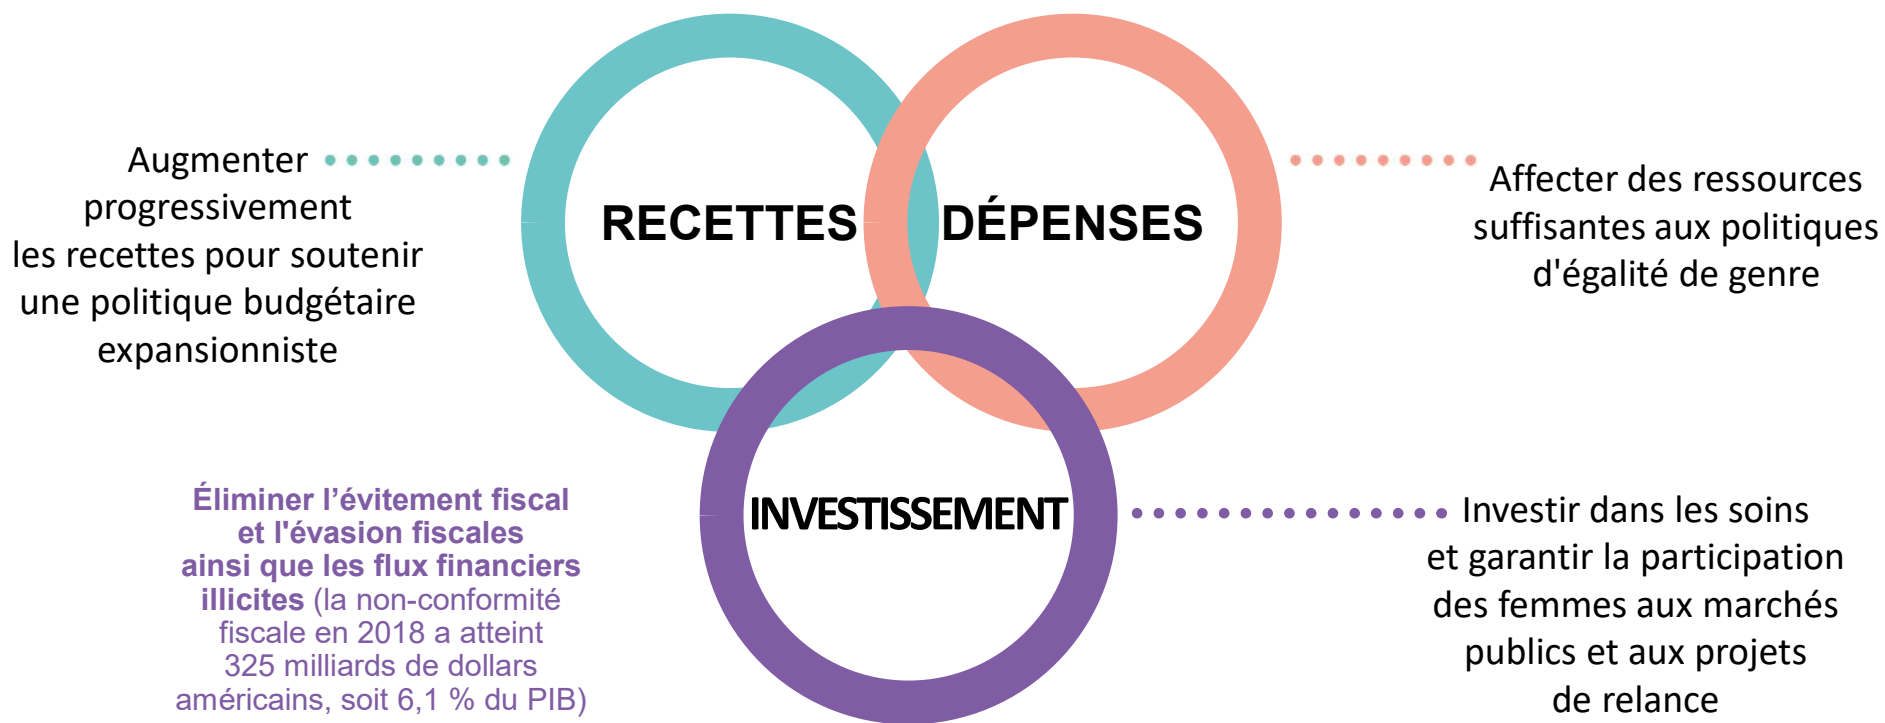 Augmenter
progressivement
les recettes pour soutenir
une politique budgétaire
expansionniste
RECETTES
DÉPENSES
Affecter des ressources
suffisantes aux politiques
d'égalité de genre
Éliminer l’évitement fiscal
et l'évasion fiscales
ainsi que les flux financiers
illicites (la non-conformité
fiscale en 2018 a atteint
325 milliards de dollars
américains, soit 6,1 % du PIB)
INVESTISSEMENT
Investir dans les soins
et garantir la participation
des femmes aux marchés
publics et aux projets
de relance